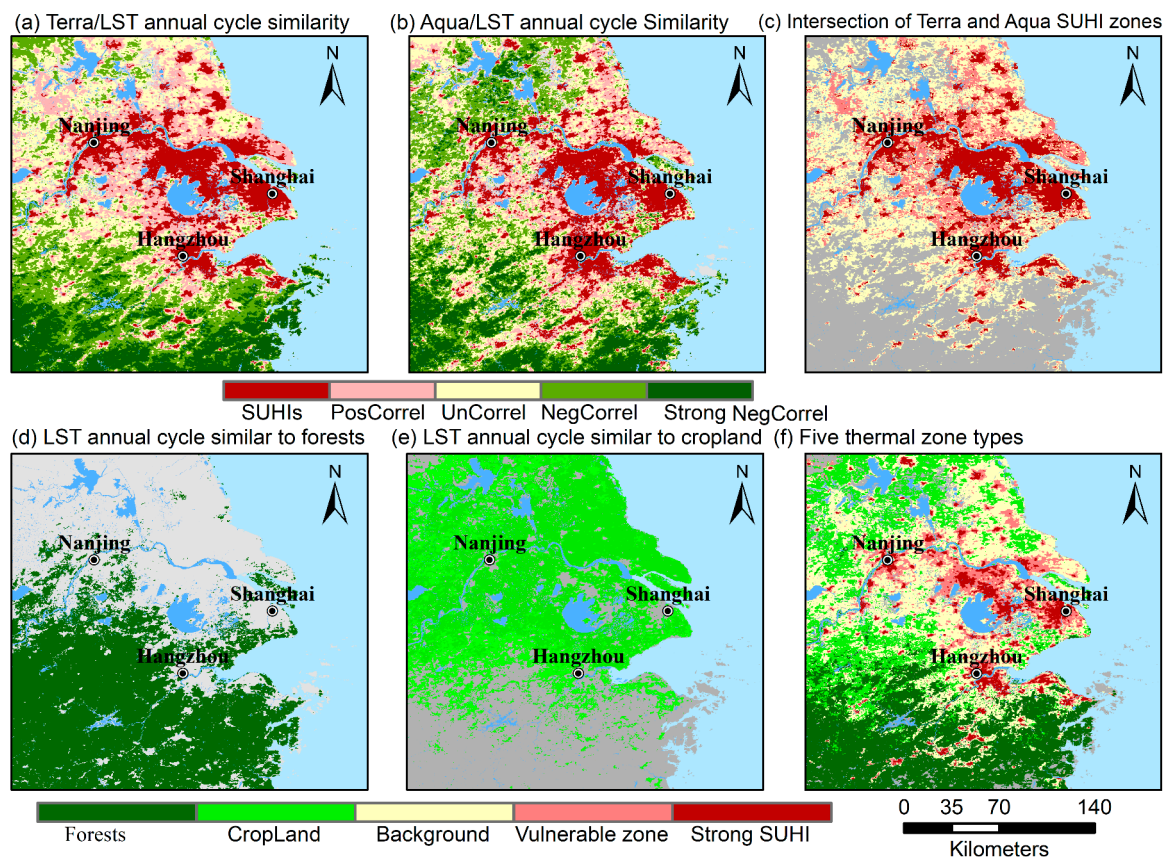 (a) Terra/LST annual cycle similarity
(b) Aqua/LST annual cycle Similarity
(c) Intersection of Terra and Aqua SUHI zones
N
Nanjing
Shanghai
Hangzhou
N
Nanjing
Shanghai
Hangzhou
N
Nanjing
Shanghai
Hangzhou
SUHIs
PosCorrel
UnCorrel
NegCorrel
Strong NegCorrel
(d) LST annual cycle similar to forests
(e) LST annual cycle similar to cropland
(f) Five thermal zone types
N
Nanjing
Shanghai
Hangzhou
N
Nanjing
Shanghai
Hangzhou
N
Nanjing
Shanghai
Hangzhou
Forests
CropLand
Background
Vulnerable zone
Strong SUHI
0 35 70 140
Kilometers